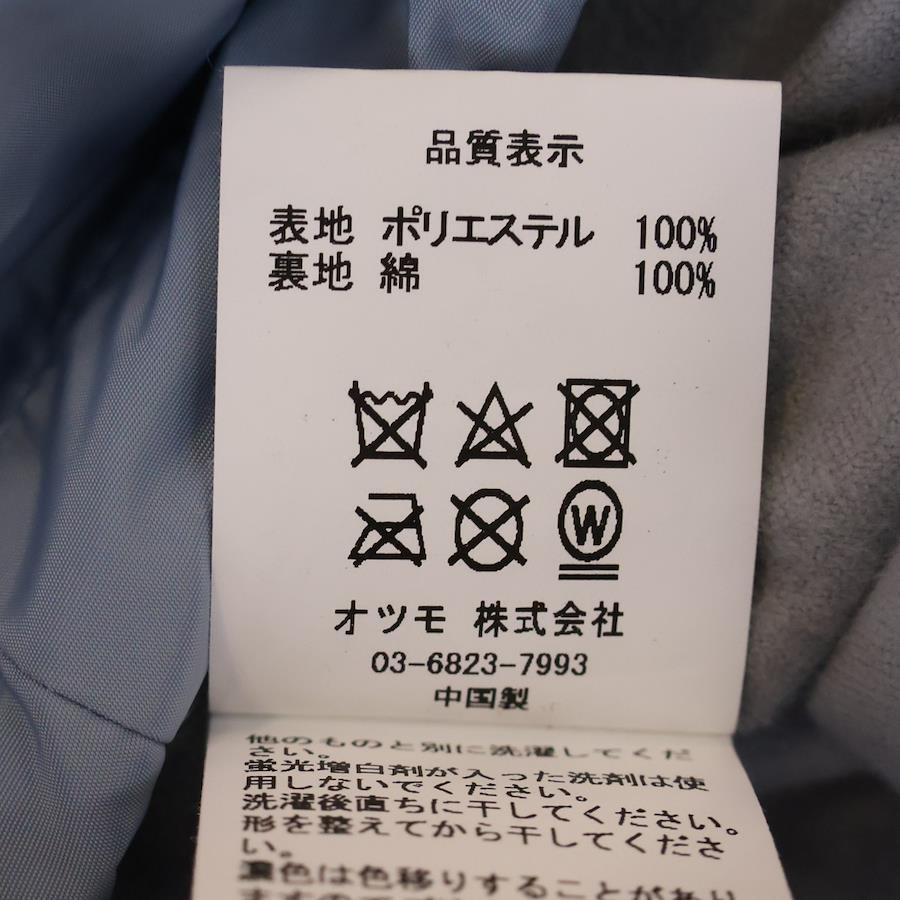 品質表示
表地 ポリエステル 100%
裏地 綿 100%
W
オツモ 株式会社
03-6823-7993
中国製
他のものと別に洗濯してくだ
さい。
蛍光増白剤が入った洗剤は使
用しないでください。
洗濯後直ちに干してください。
形を整えてから干してくださ
い。
濃色は色移りすることがあり
ますので